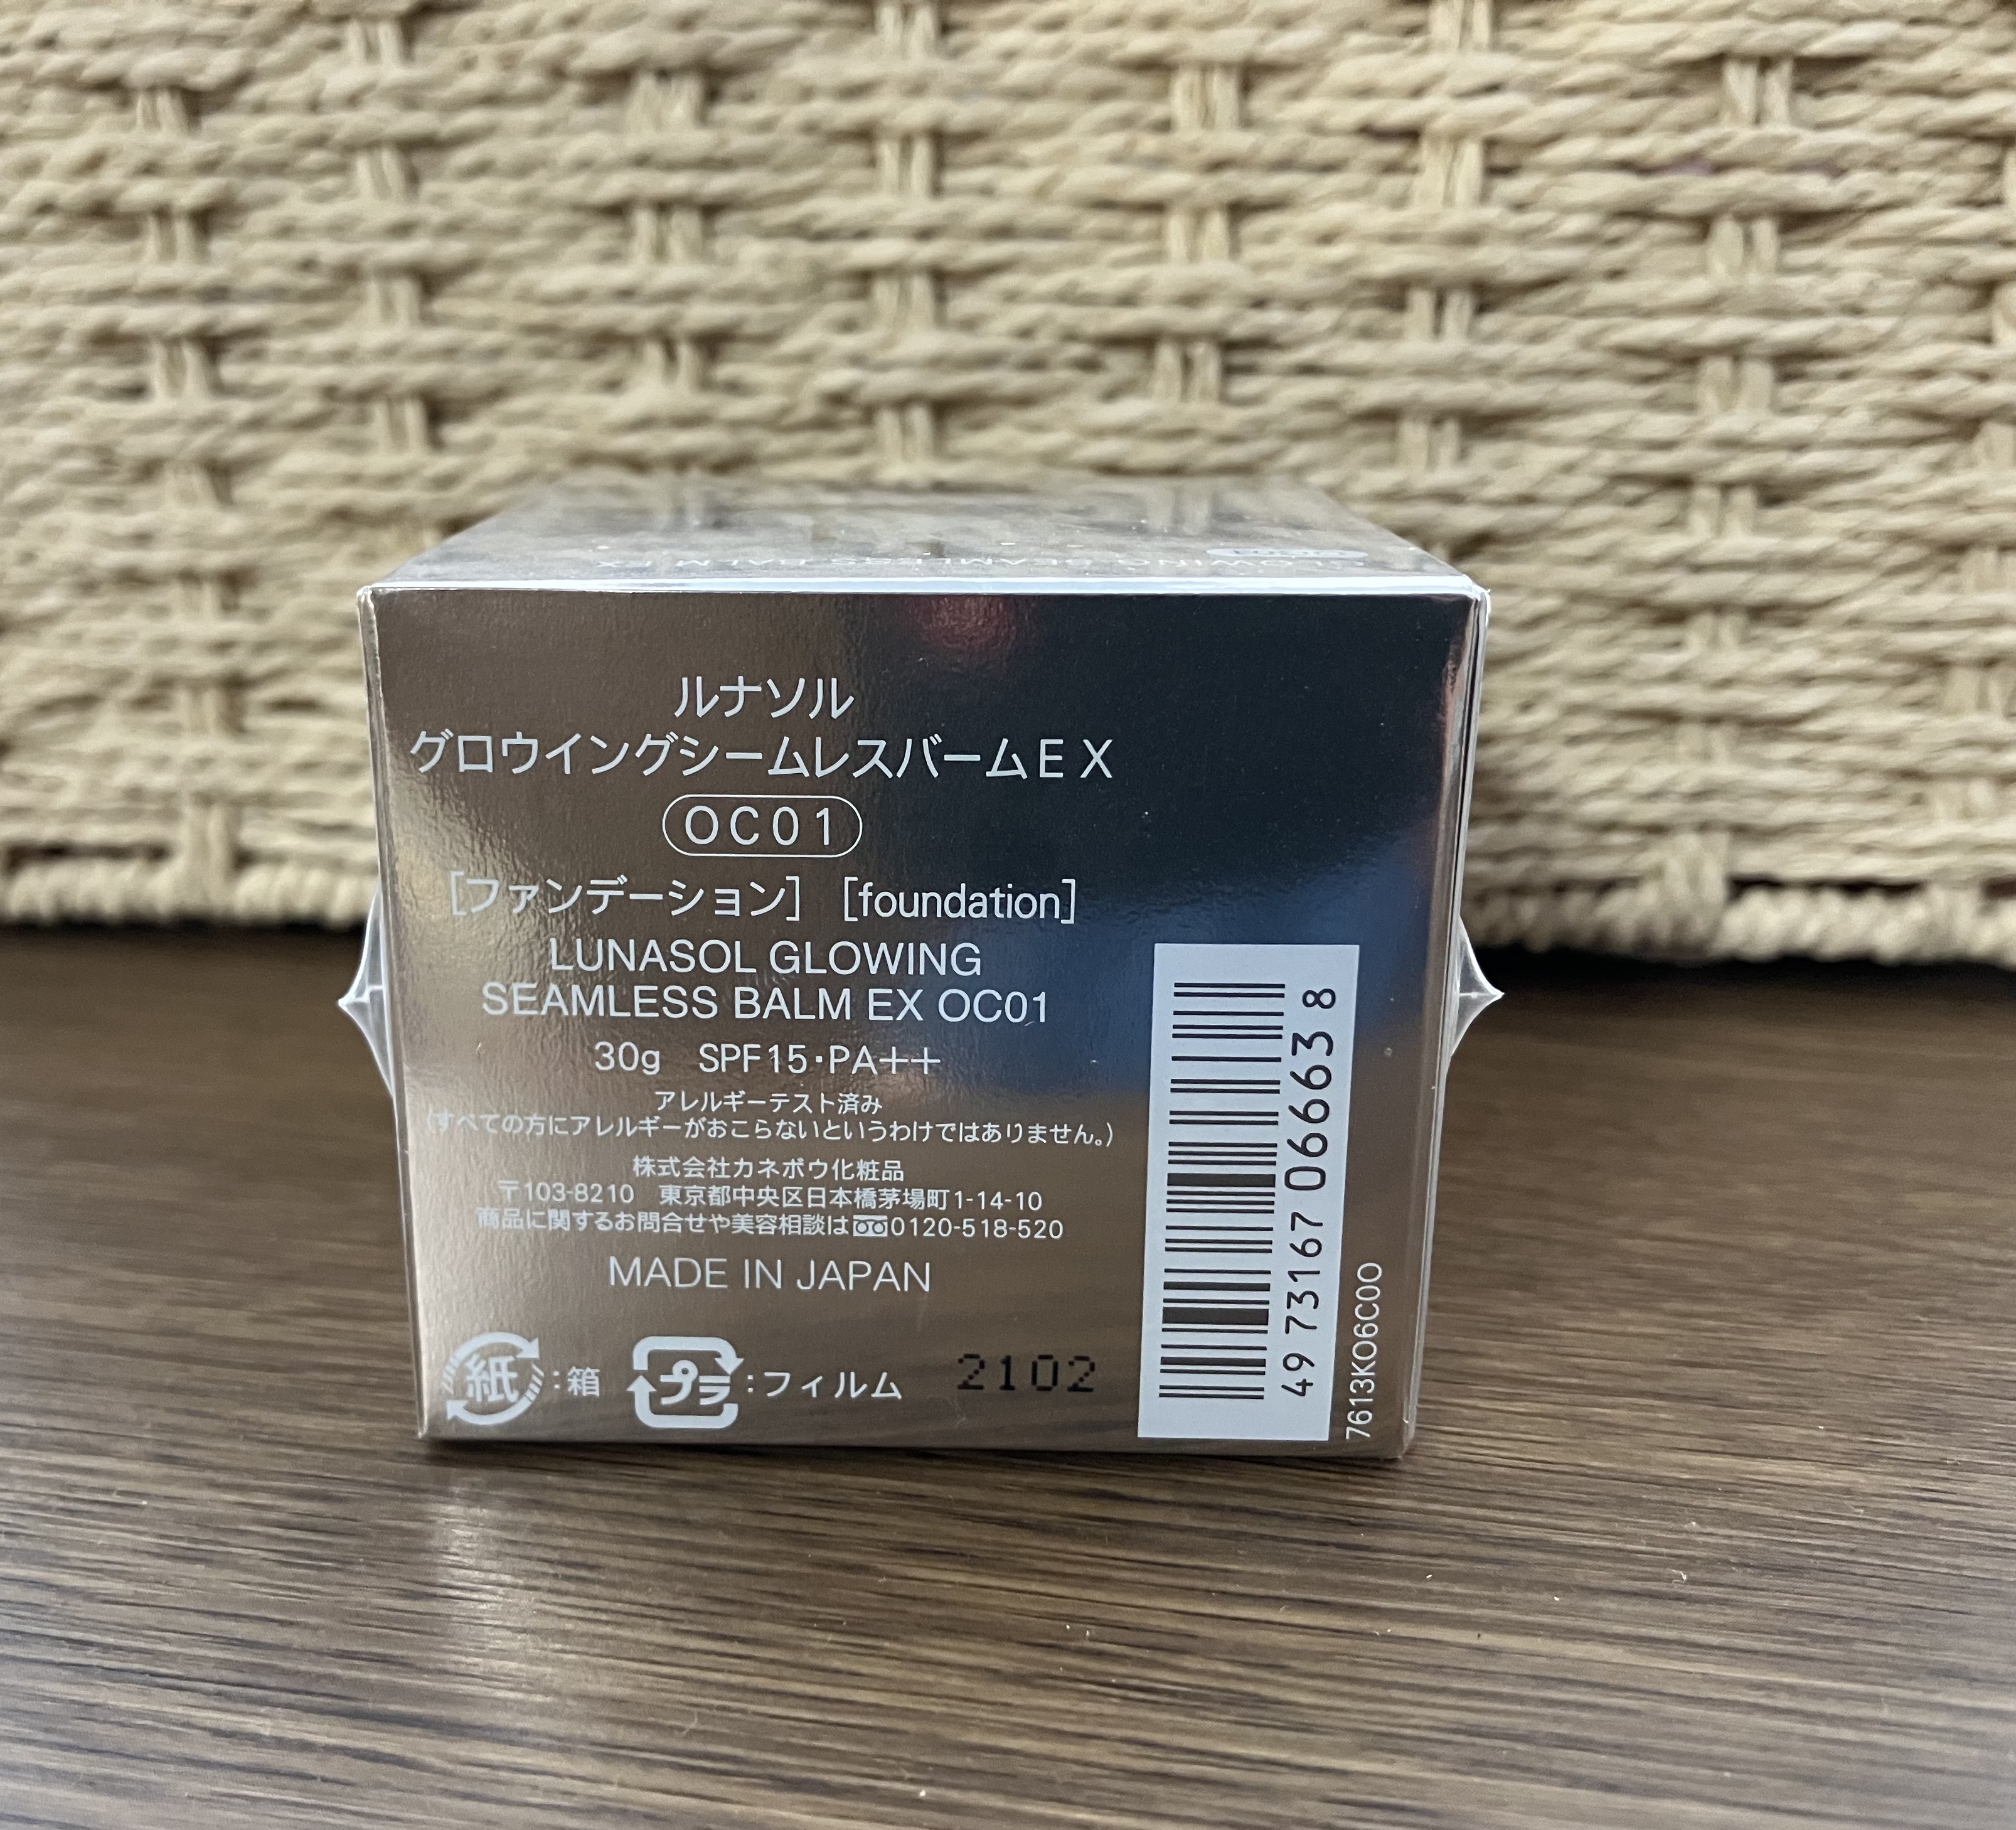 ルナソル
グロウイングシームレスバームEX
OC01
[ファンデーション] [foundation]
LUNASOL GLOWING
SEAMLESS BALM EX OC01
30g SPF15・PA++
アレルギーテスト済み
(すべての方にアレルギーがおこらないというわけではありません。)
株式会社カネボウ化粧品
〒103-8210 東京都中央区日本橋茅場町1-14-10
商品に関するお問合せや美容相談は0120-518-520
MADE IN JAPAN
紙:箱 プラ:フィルム 2102
4973167066638
7613KO6COO